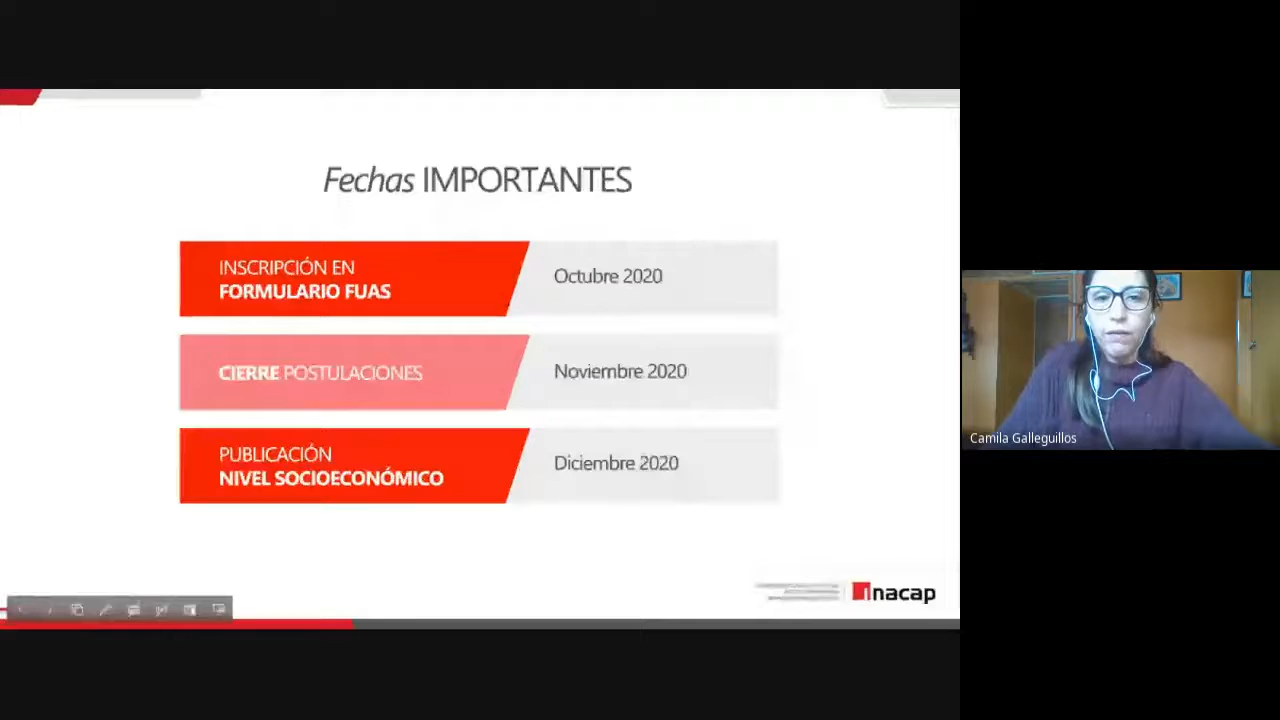 Fechas IMPORTANTES
INSCRIPCIÓN EN
FORMULARIO FUAS
Octubre 2020
CIERRE POSTULACIONES
Noviembre 2020
PUBLICACIÓN
NIVEL SOCIOECONÓMICO
Diciembre 2020
inacap
Camila Galleguillos